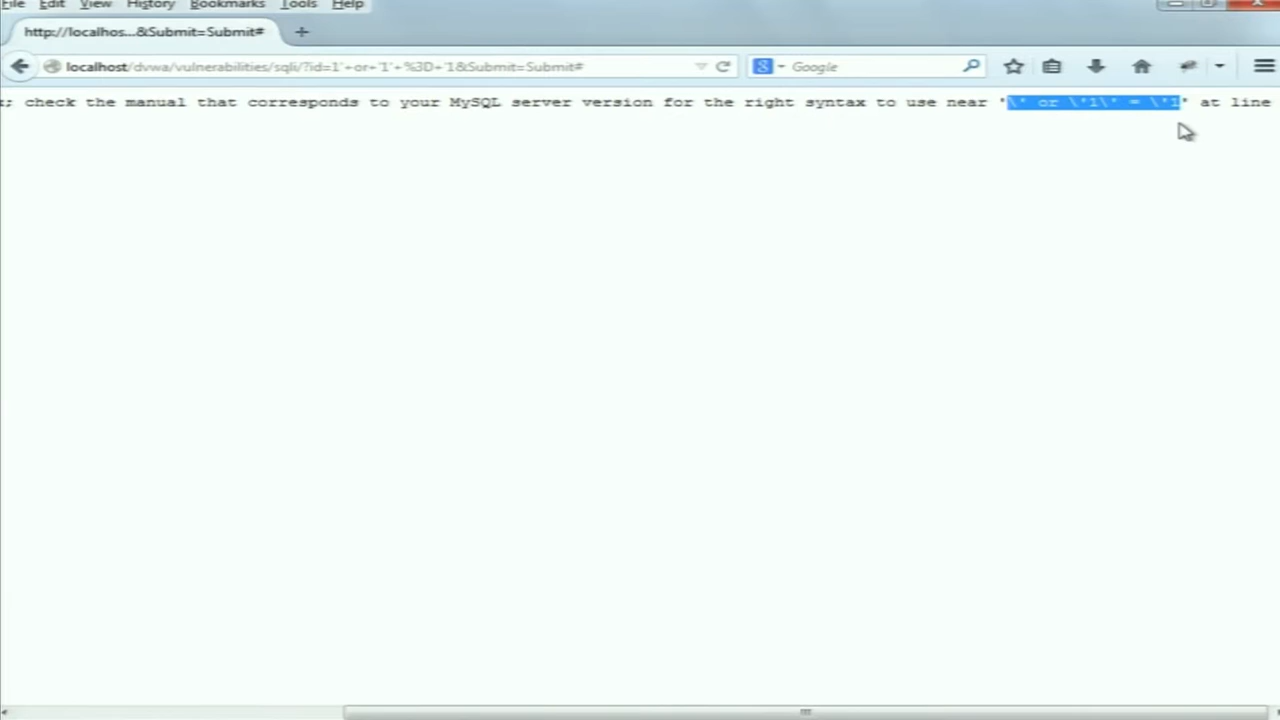 File Edit View History Bookmarks Tools Help
http://localhos...&Submit=Submit#
localhost/dvwa/vulnerabilities/sqli/?id=1'+or+'1'+%3D+'1&Submit=Submit# Google
; check the manual that corresponds to your MySQL server version for the right syntax to use near '\' or \'1\' = \'1' at line